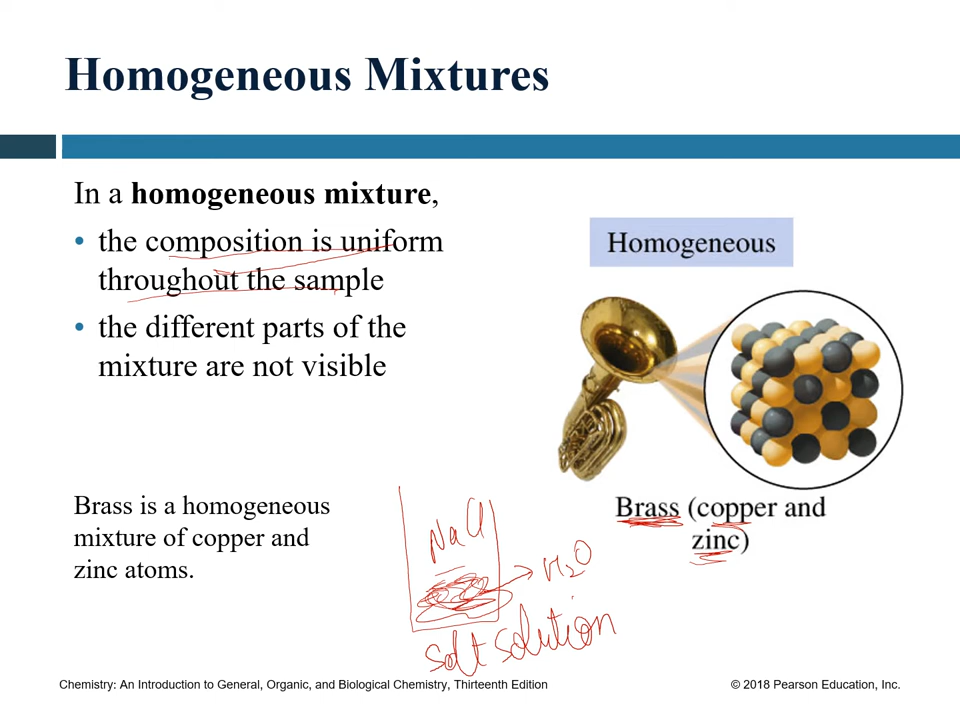 Homogeneous Mixtures
In a homogeneous mixture,
• the composition is uniform
throughout the sample
• the different parts of the
mixture are not visible
Homogeneous
Brass (copper and
zinc)
Brass is a homogeneous
mixture of copper and
zinc atoms.
NaCl
H2O
salt solution
Chemistry: An Introduction to General, Organic, and Biological Chemistry, Thirteenth Edition
© 2018 Pearson Education, Inc.